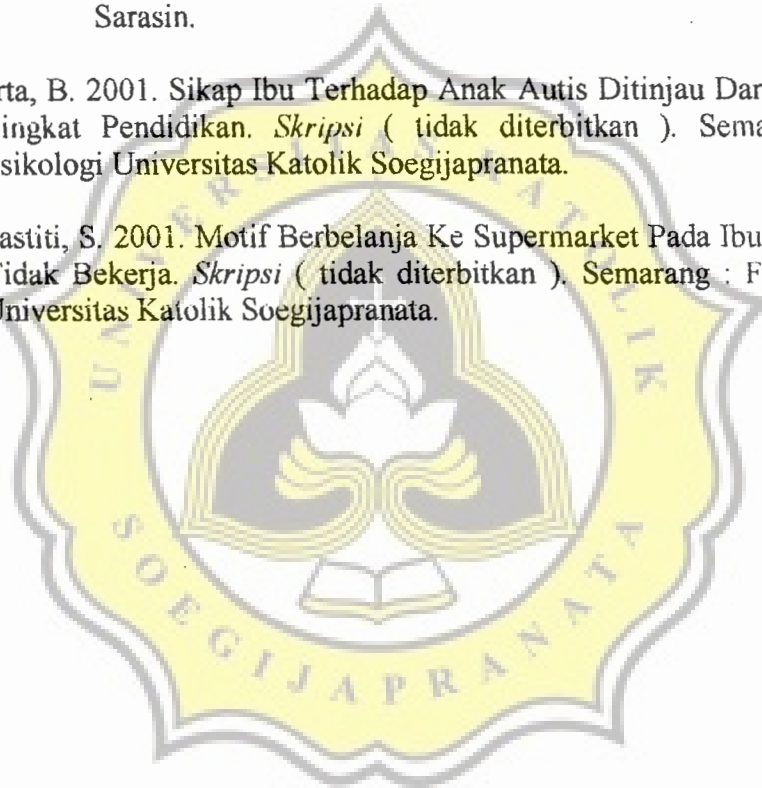 Sarasin.
rta, B. 2001. Sikap Ibu Terhadap Anak Autis Ditinjau Dar
ingkat Pendidikan. Skripsi ( tidak diterbitkan ). Sema
sikologi Universitas Katolik Soegijapranata.
astiti, S. 2001. Motif Berbelanja Ke Supermarket Pada Ibu
Tidak Bekerja. Skripsi ( tidak diterbitkan ). Semarang : F
Universitas Katolik Soegijapranata.
UNIVERSITAS KATOLIK
SOEGIJAPRANATA